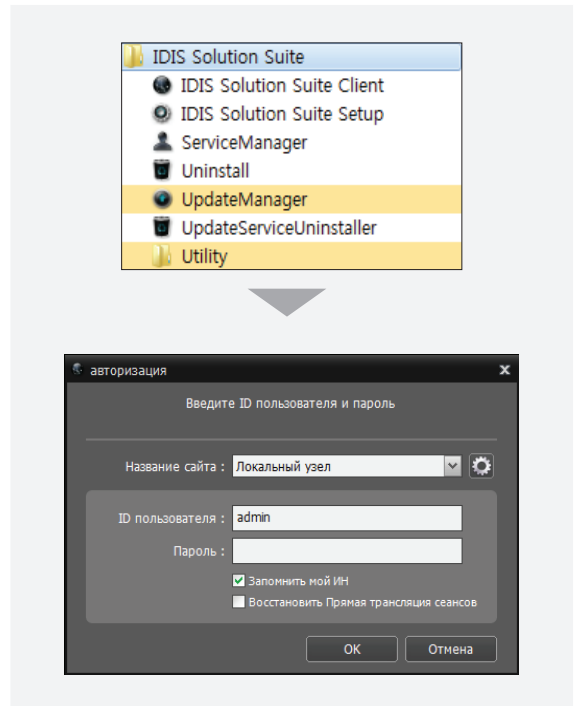 IDIS Solution Suite
IDIS Solution Suite Client
IDIS Solution Suite Setup
ServiceManager
Uninstall
UpdateManager
UpdateServiceUninstaller
Utility
авторизация
Введите ID пользователя и пароль
Название сайта : Локальный узел
ID пользователя : admin
Пароль :
Запомнить мой ИН
Восстановить Прямая трансляция сеансов
OK Отмена